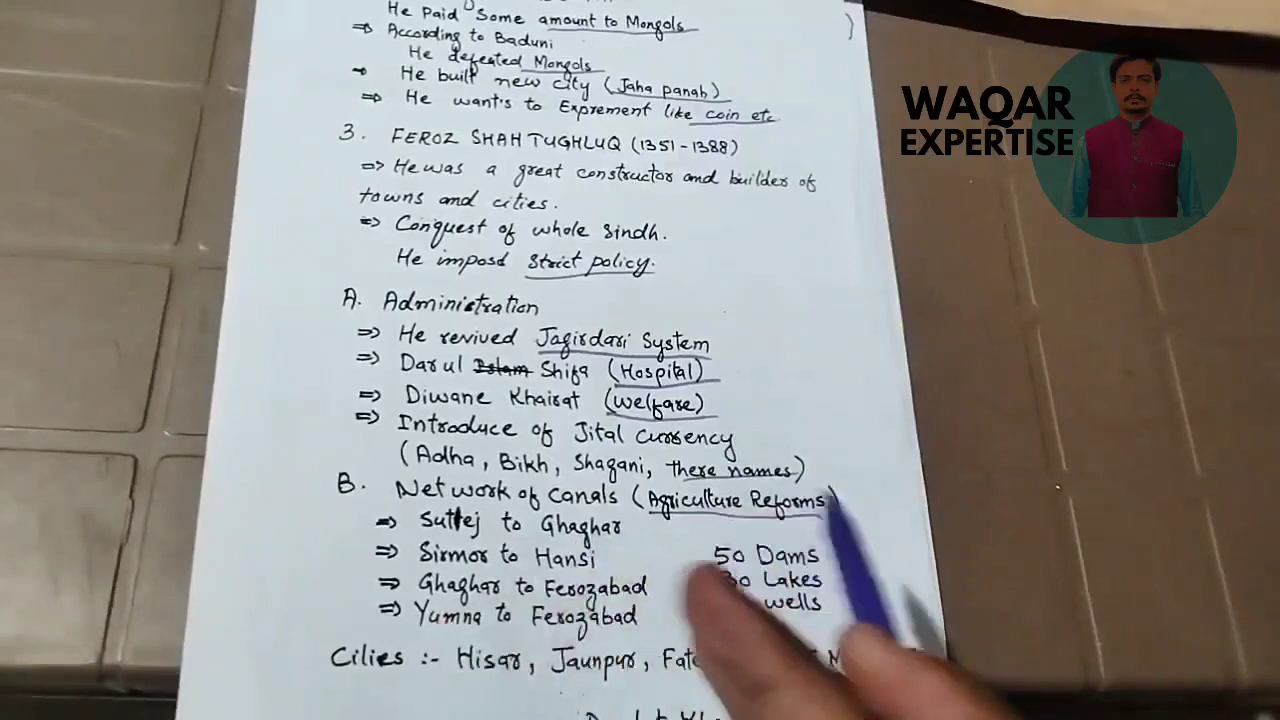 He Paid Some amount to Mongols
⇒ According to Baduni
He defeated Mongols
→ He built new city (Jaha panah)
⇒ He want's to Exprement like coin etc
3. FEROZ SHAH TUGHLUQ (1351-1388)
⇒ He was a great constructor and builder of
towns and cities.
⇒ Conquest of whole Sindh.
He imposd strict policy.
A. Administration
⇒ He revived Jagirdari System
⇒ Darul Islam Shifa (Hospital)
⇒ Diwane Khairat (welfare)
⇒ Introduce of Jital currency
(Adha, Bikh, Shagani, there names)
B. Network of canals (Agriculture Reforms)
⇒ Sutlej to Ghaghar
⇒ Sirmor to Hansi 50 Dams
⇒ Ghaghar to Ferozabad 30 Lakes
⇒ Yumna to Ferozabad wells
Cities :- Hisar, Jaunpur,
WAQAR
EXPERTISE